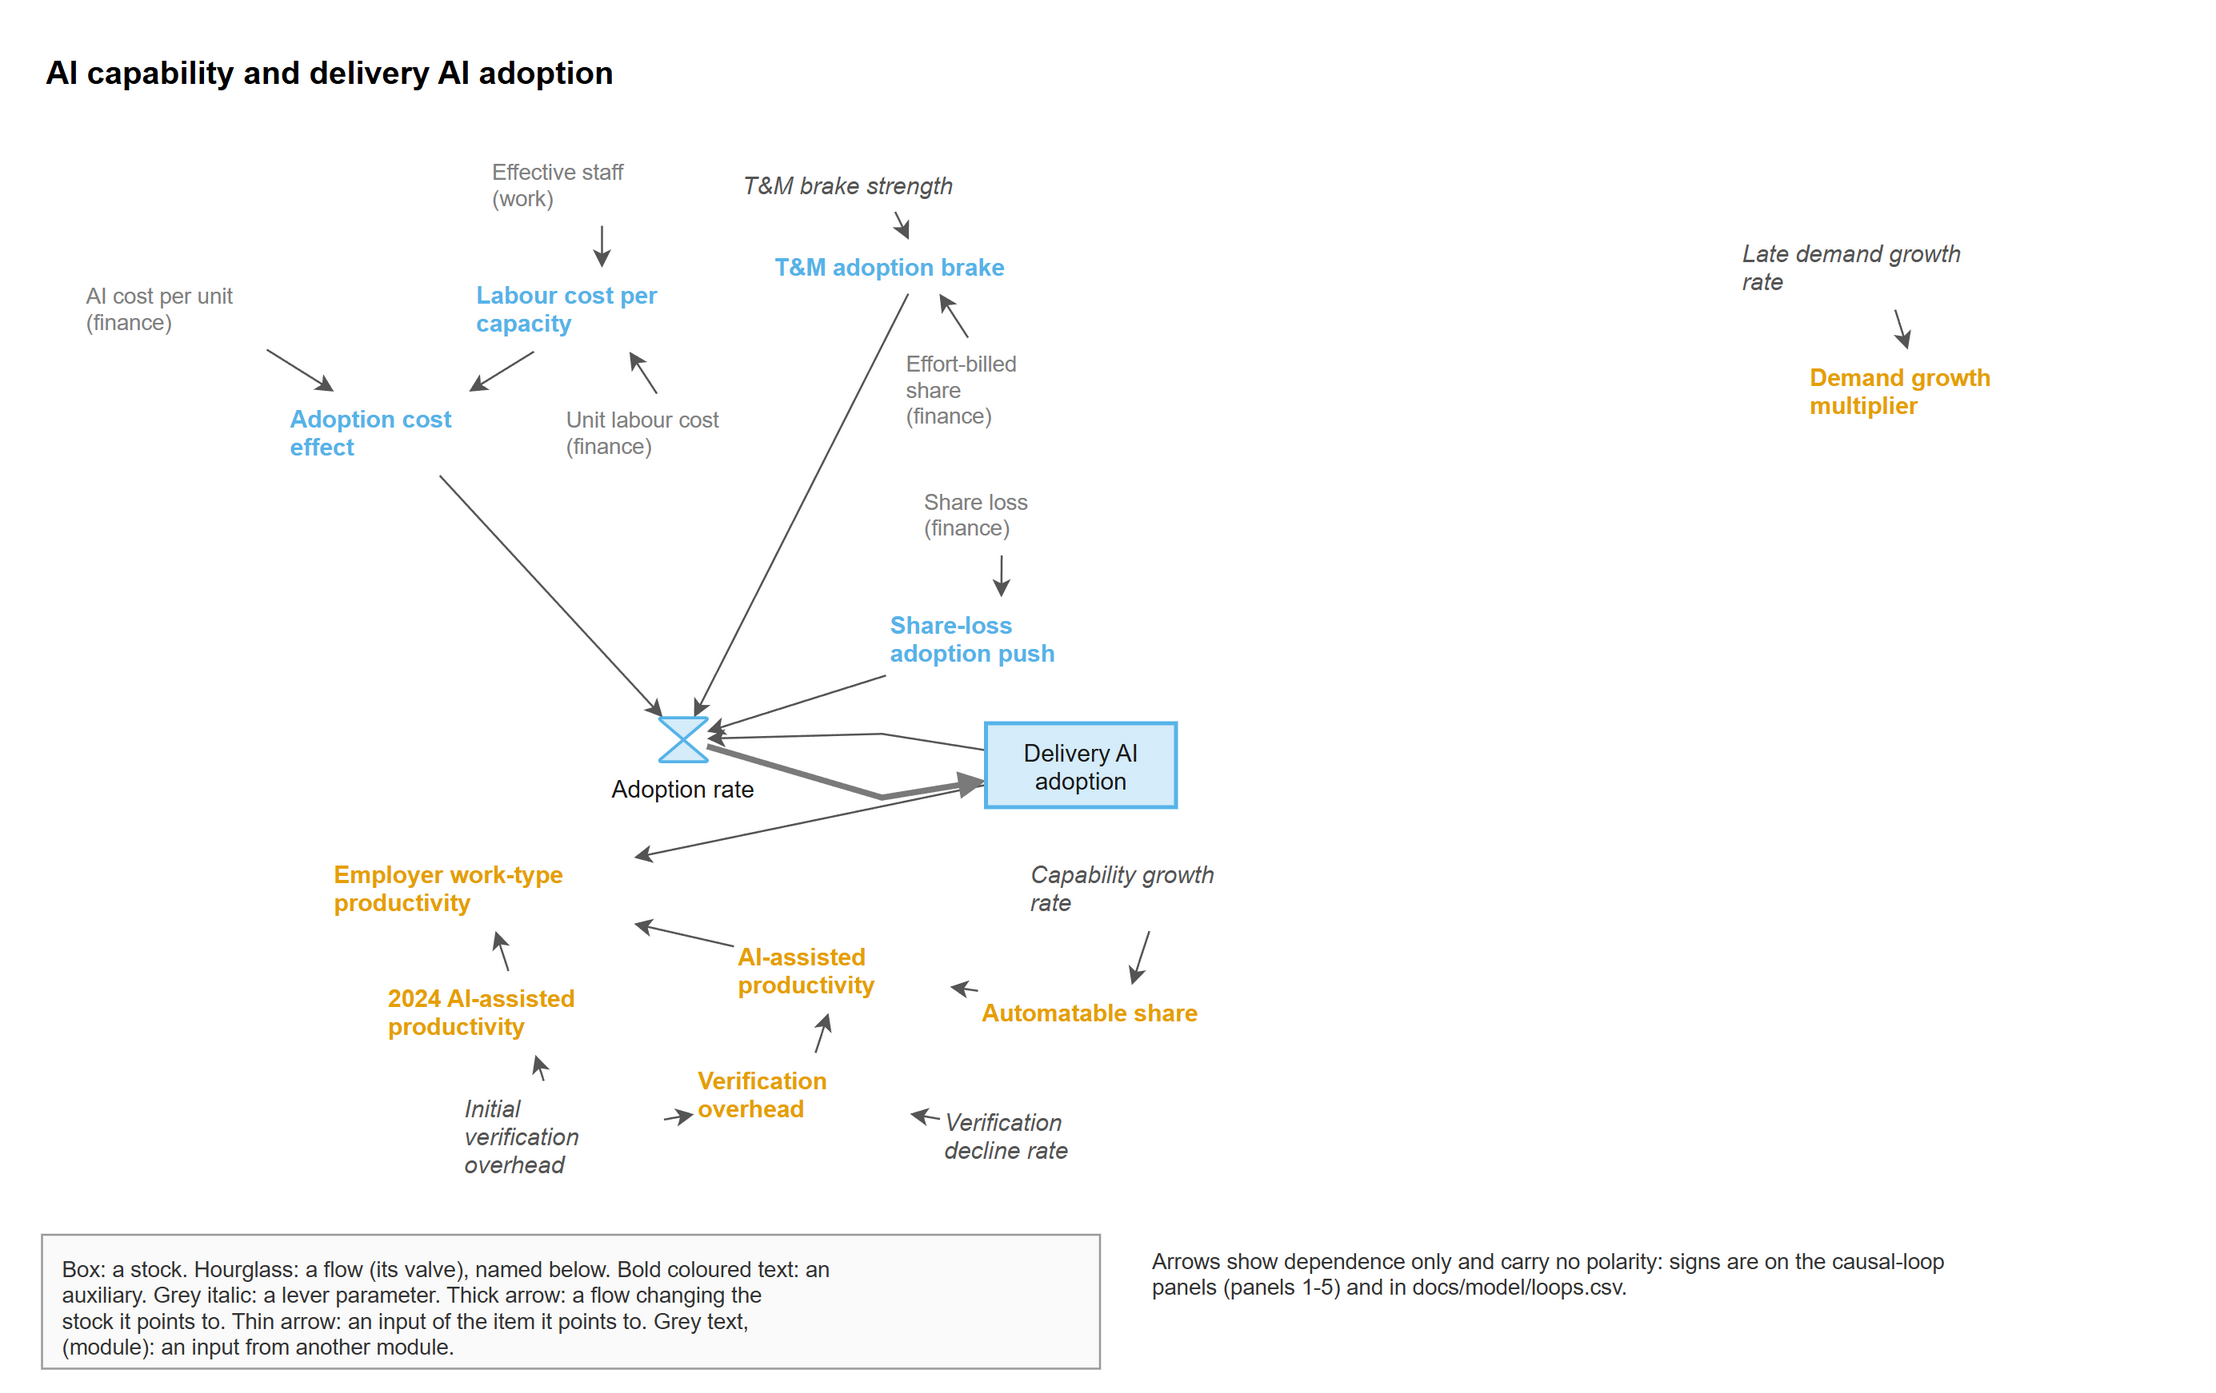 AI capability and delivery AI adoption
Effective staff
(work)
T&M brake strength
Late demand growth
rate
T&M adoption brake
AI cost per unit
(finance)
Labour cost per
capacity
Effort-billed
share
(finance)
Demand growth
multiplier
Adoption cost
effect
Unit labour cost
(finance)
Share loss
(finance)
Share-loss
adoption push
Delivery AI
adoption
Adoption rate
Employer work-type
productivity
Capability growth
rate
AI-assisted
productivity
2024 AI-assisted
productivity
Automatable share
Verification
overhead
Initial
verification
overhead
Verification
decline rate
Box: a stock. Hourglass: a flow (its valve), named below. Bold coloured text: an
auxiliary. Grey italic: a lever parameter. Thick arrow: a flow changing the
stock it points to. Thin arrow: an input of the item it points to. Grey text,
(module): an input from another module.
Arrows show dependence only and carry no polarity: signs are on the causal-loop
panels (panels 1-5) and in docs/model/loops.csv.